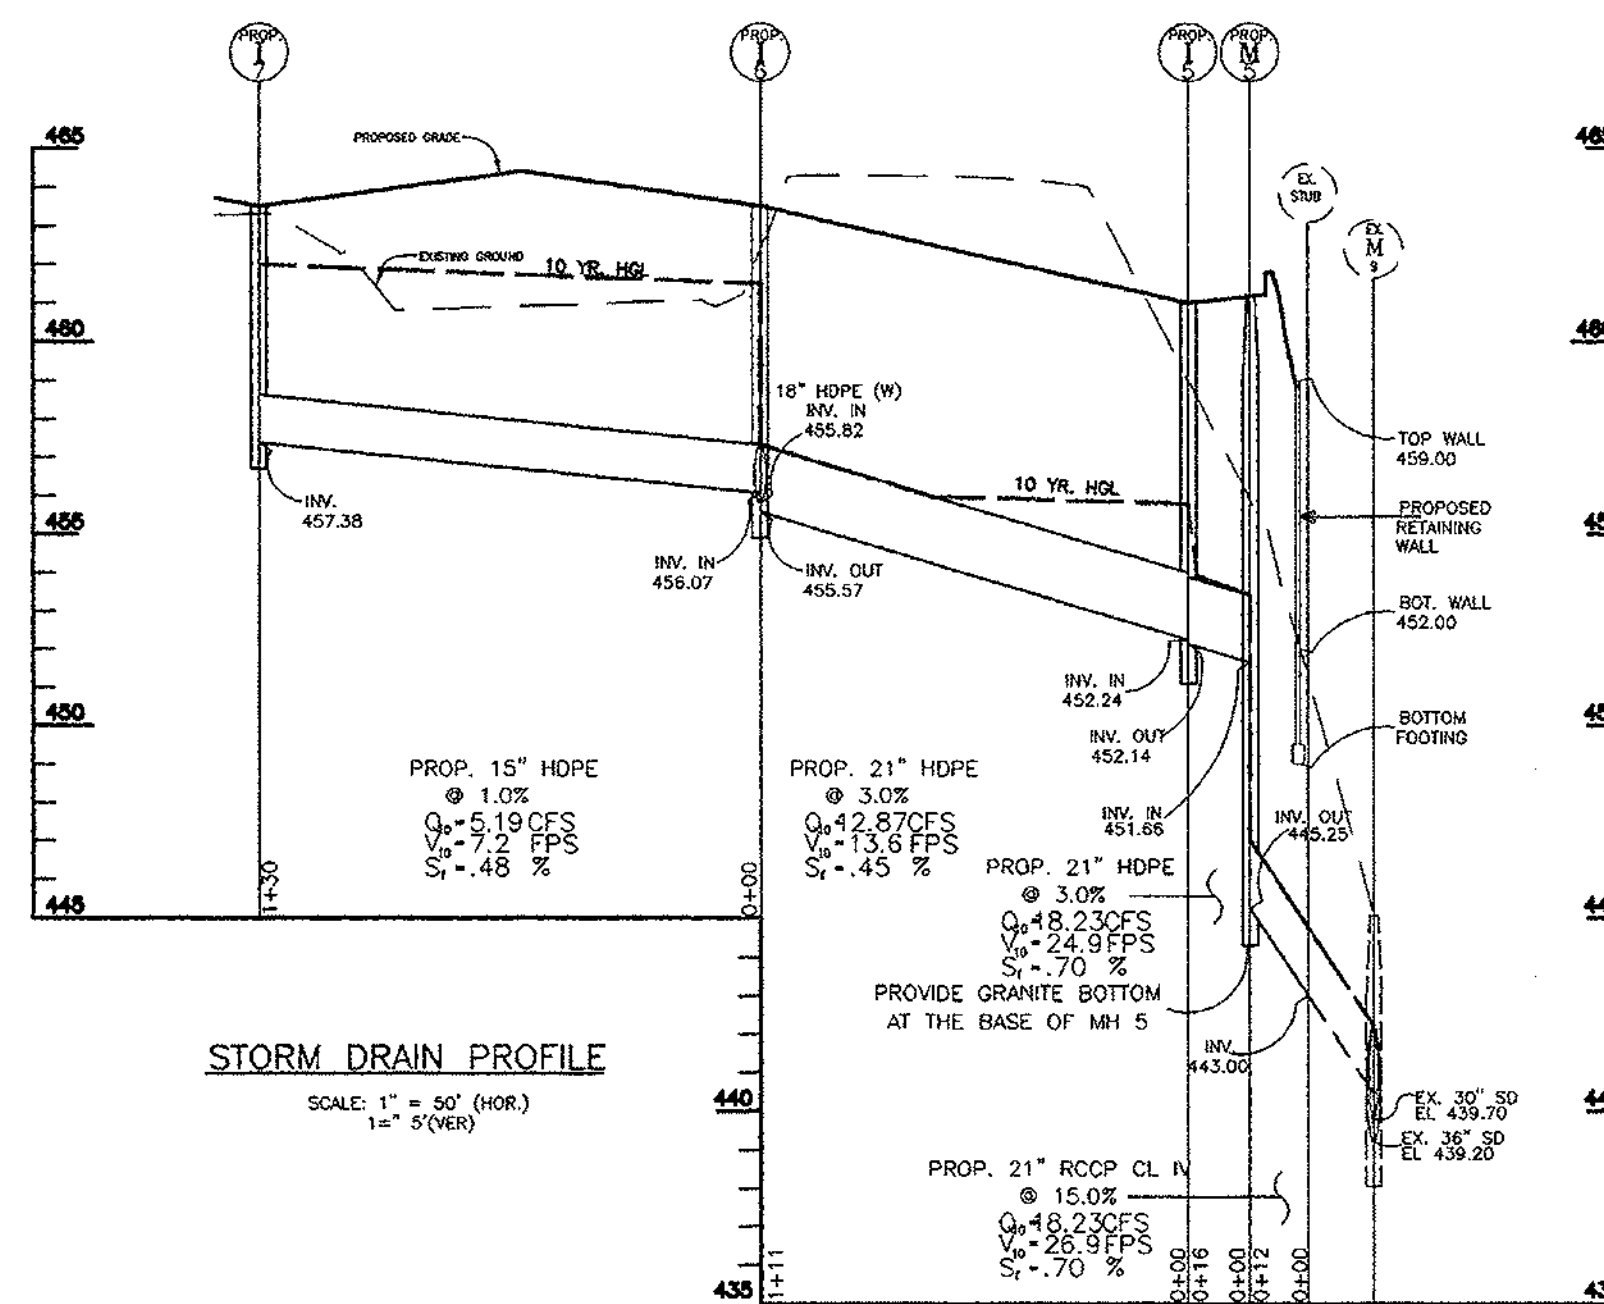 PROP.
I
7
PROP.
I
6
PROP.
I
5
PROP.
M
5
465
PROPOSED GRADE
EX.
STUB
EX.
M
9
EXISTING GROUND
10 YR. HGL
460
18" HDPE (W)
INV. IN
455.82
TOP WALL
459.00
INV.
457.38
10 YR. HGL
PROPOSED
RETAINING
WALL
455
INV. IN
456.07
INV. OUT
455.57
BOT. WALL
452.00
INV. IN
452.24
450
INV. OUT
452.14
BOTTOM
FOOTING
PROP. 15" HDPE
@ 1.0%
Q10=5.19CFS
V10=7.2 FPS
Sf=.48 %
PROP. 21" HDPE
@ 3.0%
Q10=12.87CFS
V10=13.6 FPS
Sf=.45 %
INV. IN
451.66
INV. OUT
445.25
PROP. 21" HDPE
@ 3.0%
Q10=18.23CFS
V10=24.9FPS
Sf=.70 %
1+30
0+00
445
PROVIDE GRANITE BOTTOM
AT THE BASE OF MH 5
INV.
443.00
STORM DRAIN PROFILE
SCALE: 1" = 50' (HOR.)
1=" 5'(VER)
440
EX. 30" SD
EL 439.70
EX. 36" SD
EL 439.20
PROP. 21" RCCP CL IV
@ 15.0%
Q10=18.23CFS
V10=26.9FPS
Sf=.70 %
435
1+11
0+00
0+16
0+00
0+12
0+00